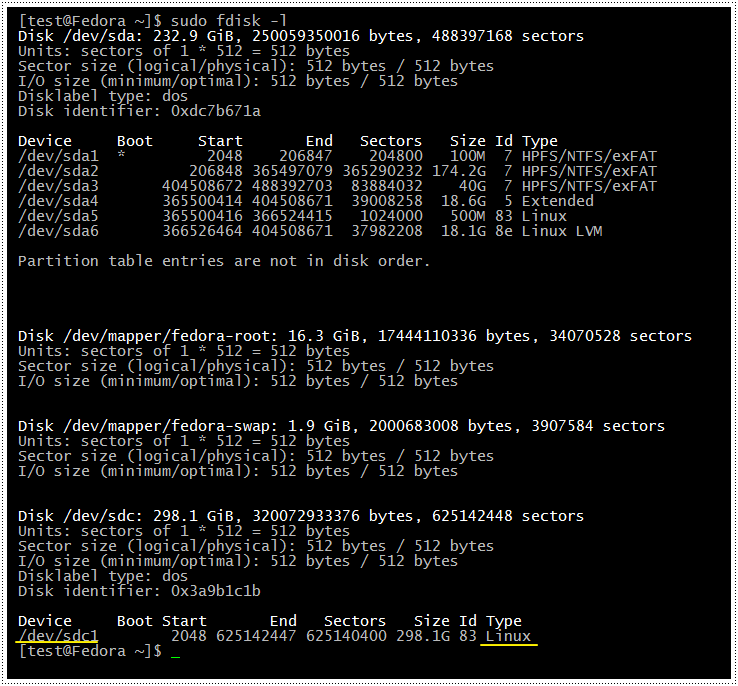 [test@Fedora ~]$ sudo fdisk -l
Disk /dev/sda: 232.9 GiB, 250059350016 bytes, 488397168 sectors
Units: sectors of 1 * 512 = 512 bytes
Sector size (logical/physical): 512 bytes / 512 bytes
I/O size (minimum/optimal): 512 bytes / 512 bytes
Disklabel type: dos
Disk identifier: 0xdc7b671a
Device     Boot     Start       End   Sectors   Size Id Type
/dev/sda1  *         2048    206847    204800   100M  7 HPFS/NTFS/exFAT
/dev/sda2          206848 365497079 365290232 174.2G  7 HPFS/NTFS/exFAT
/dev/sda3       404508672 488392703  83884032    40G  7 HPFS/NTFS/exFAT
/dev/sda4       365500414 404508671  39008258  18.6G  5 Extended
/dev/sda5       365500416 366524415   1024000   500M 83 Linux
/dev/sda6       366526464 404508671  37982208  18.1G 8e Linux LVM
Partition table entries are not in disk order.
Disk /dev/mapper/fedora-root: 16.3 GiB, 17444110336 bytes, 34070528 sectors
Units: sectors of 1 * 512 = 512 bytes
Sector size (logical/physical): 512 bytes / 512 bytes
I/O size (minimum/optimal): 512 bytes / 512 bytes
Disk /dev/mapper/fedora-swap: 1.9 GiB, 2000683008 bytes, 3907584 sectors
Units: sectors of 1 * 512 = 512 bytes
Sector size (logical/physical): 512 bytes / 512 bytes
I/O size (minimum/optimal): 512 bytes / 512 bytes
Disk /dev/sdc: 298.1 GiB, 320072933376 bytes, 625142448 sectors
Units: sectors of 1 * 512 = 512 bytes
Sector size (logical/physical): 512 bytes / 512 bytes
I/O size (minimum/optimal): 512 bytes / 512 bytes
Disklabel type: dos
Disk identifier: 0x3a9b1c1b
Device     Boot Start       End   Sectors   Size Id Type
/dev/sdc1        2048 625142447 625140400 298.1G 83 Linux
[test@Fedora ~]$ _